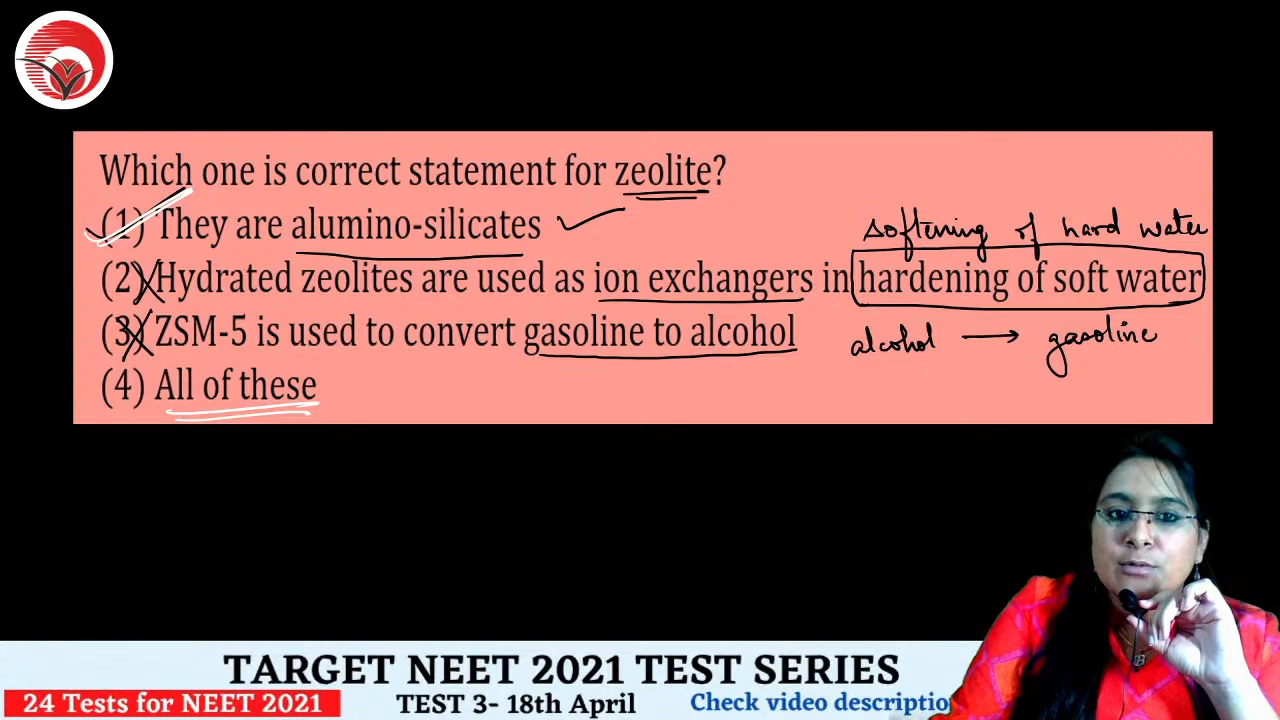 Which one is correct statement for zeolite?
(1) They are alumino-silicates
softening of hard water
(2) Hydrated zeolites are used as ion exchangers in hardening of soft water
(3) ZSM-5 is used to convert gasoline to alcohol
alcohol → gasoline
(4) All of these
TARGET NEET 2021 TEST SERIES
24 Tests for NEET 2021 TEST 3- 18th April Check video descriptio